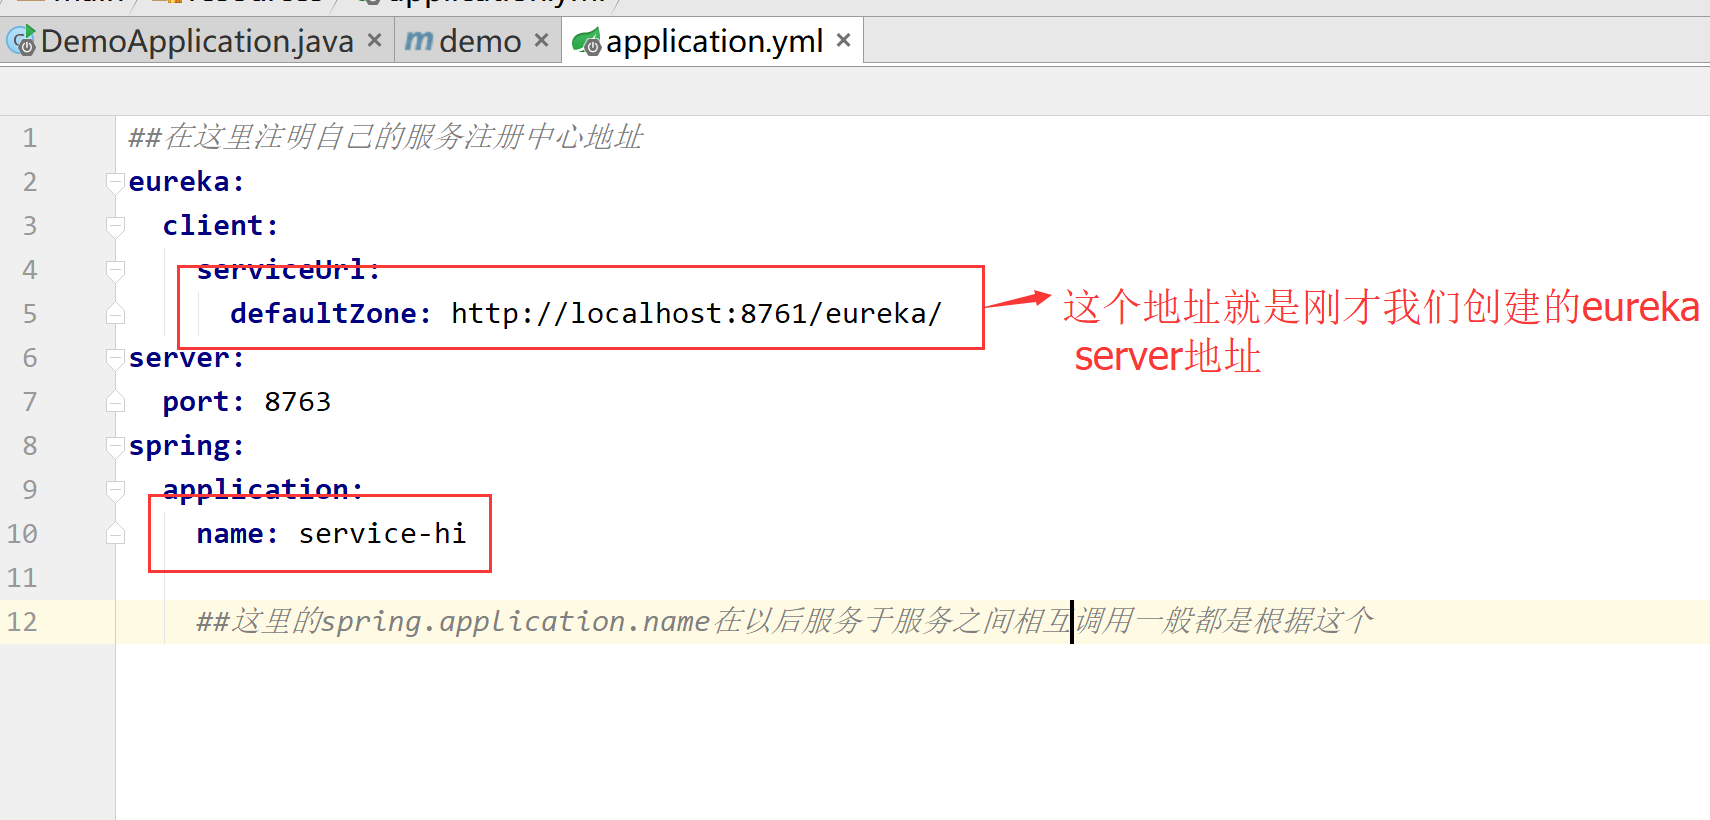 main resources application.yml
DemoApplication.java × m demo × application.yml ×
1 ##在这里注明自己的服务注册中心地址
2 eureka:
3 client:
4 serviceUrl:
5 defaultZone: http://localhost:8761/eureka/
这个地址就是刚才我们创建的eureka
server地址
6 server:
7 port: 8763
8 spring:
9 application:
10 name: service-hi
11
12 ##这里的spring.application.name在以后服务于服务之间相互调用一般都是根据这个